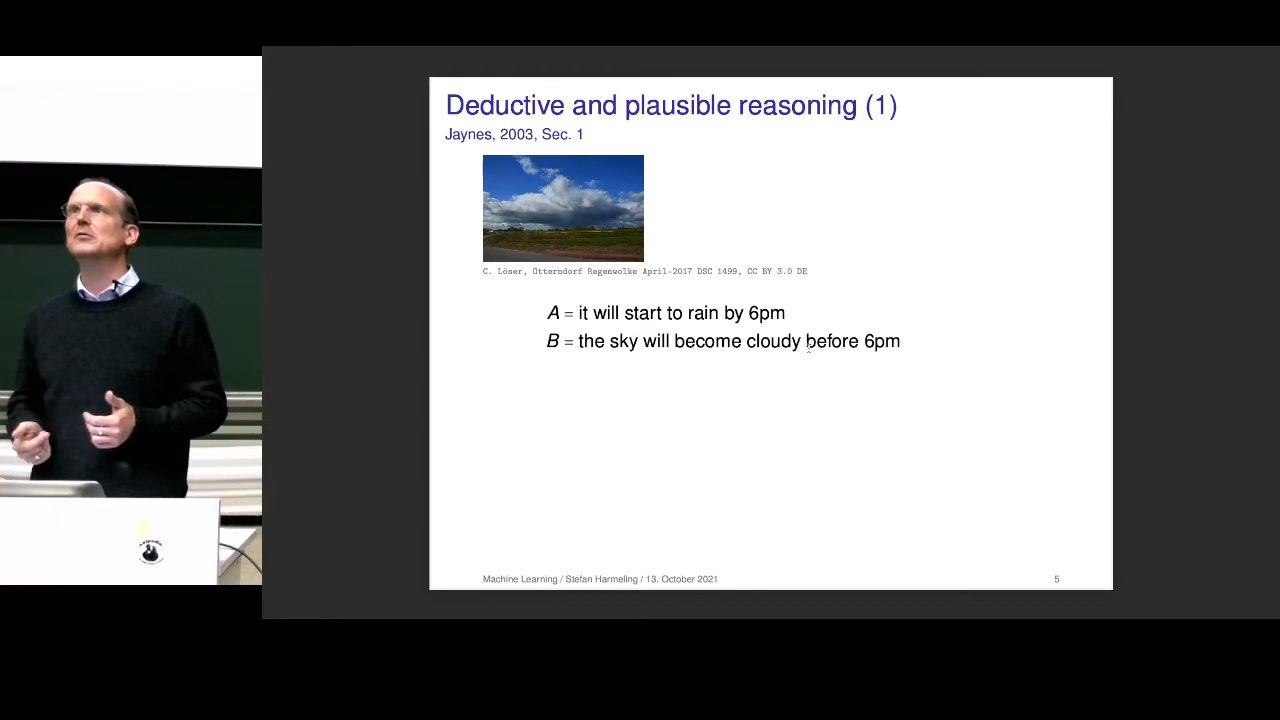 Deductive and plausible reasoning (1)
Jaynes, 2003, Sec. 1
C. Löser, Otterndorf Regenwolke April-2017 DSC 1499, CC BY 3.0 DE
A = it will start to rain by 6pm
B = the sky will become cloudy before 6pm
Machine Learning / Stefan Harmeling / 13. October 2021
5